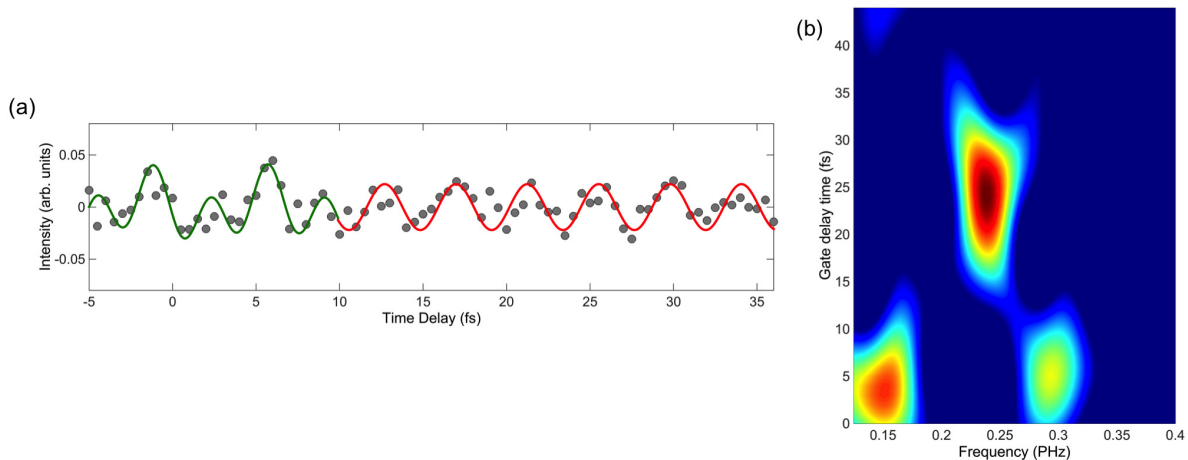 (a)
Intensity (arb. units)
0.05
0
-0.05
-5 0 5 10 15 20 25 30 35
Time Delay (fs)
(b)
Gate delay time (fs)
40
35
30
25
20
15
10
5
0
0.15 0.2 0.25 0.3 0.35 0.4
Frequency (PHz)